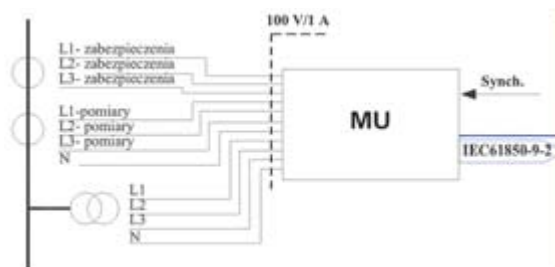 100 V/1 A
L1- zabezpieczenia
L2- zabezpieczenia
L3- zabezpieczenia
L1-pomiary
L2- pomiary
L3- pomiary
N
MU
Synch.
IEC61850-9-2
L1
L2
L3
N